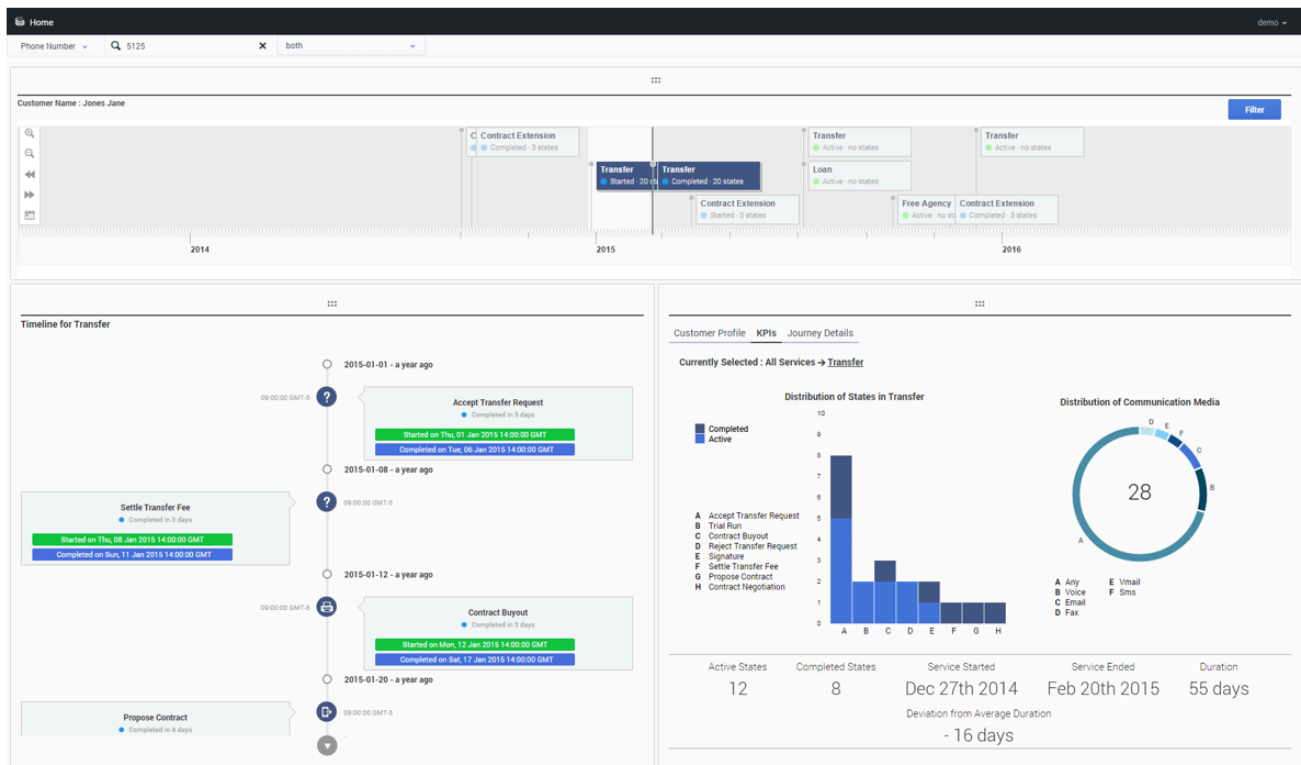 Home
demo
Phone Number
5125
both
Customer Name : Jones Jane
Filter
C
Contract Extension
Completed · 3 states
Transfer
Started · 20 st
Transfer
Completed · 20 states
Contract Extension
Started · 3 states
Transfer
Active · no states
Loan
Active · no states
Free Agency
Active · no st
Contract Extension
Completed · 3 states
Transfer
Active · no states
2014
2015
2016
Timeline for Transfer
2015-01-01 - a year ago
09:00:00 GMT-5
?
Accept Transfer Request
Completed in 5 days
Started on Thu, 01 Jan 2015 14:00:00 GMT
Completed on Tue, 06 Jan 2015 14:00:00 GMT
2015-01-08 - a year ago
Settle Transfer Fee
Completed in 3 days
Started on Thu, 08 Jan 2015 14:00:00 GMT
Completed on Sun, 11 Jan 2015 14:00:00 GMT
?
09:00:00 GMT-5
2015-01-12 - a year ago
09:00:00 GMT-5
Contract Buyout
Completed in 5 days
Started on Mon, 12 Jan 2015 14:00:00 GMT
Completed on Sat, 17 Jan 2015 14:00:00 GMT
2015-01-20 - a year ago
Propose Contract
Completed in 4 days
09:00:00 GMT-5
Customer Profile
KPIs
Journey Details
Currently Selected : All Services → Transfer
Distribution of States in Transfer
Completed
Active
A Accept Transfer Request
B Trial Run
C Contract Buyout
D Reject Transfer Request
E Signature
F Settle Transfer Fee
G Propose Contract
H Contract Negotiation
10
9
8
7
6
5
4
3
2
1
0
A B C D E F G H
Distribution of Communication Media
D
E
F
C
B
A
28
A Any
B Voice
C Email
D Fax
E Vmail
F Sms
Active States
12
Completed States
8
Service Started
Dec 27th 2014
Service Ended
Feb 20th 2015
Duration
55 days
Deviation from Average Duration
- 16 days